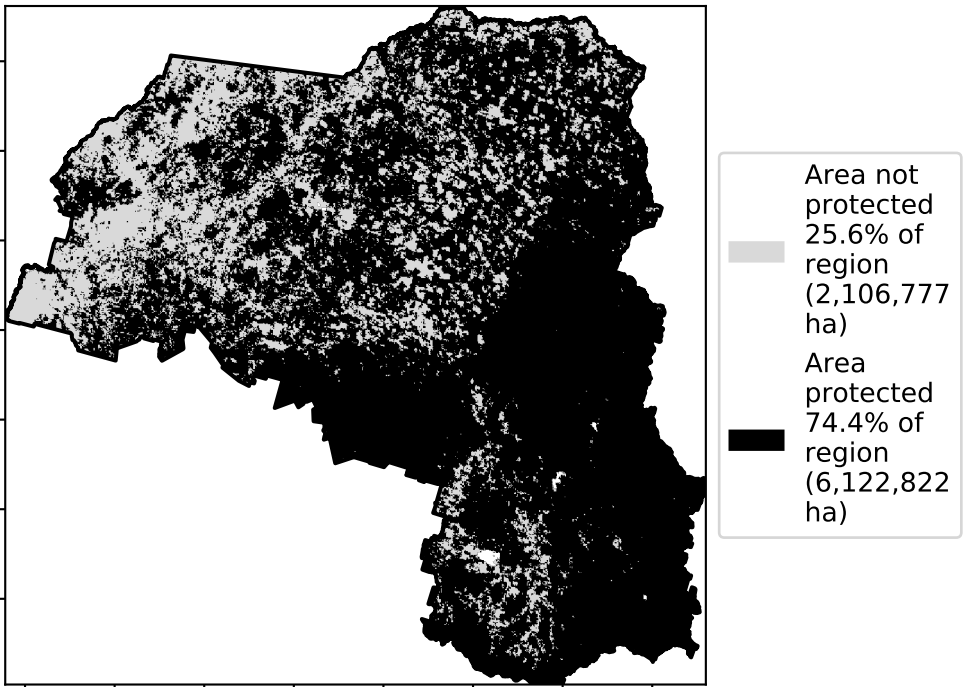 Area not
protected
25.6% of
region
(2,106,777
ha)
Area
protected
74.4% of
region
(6,122,822
ha)